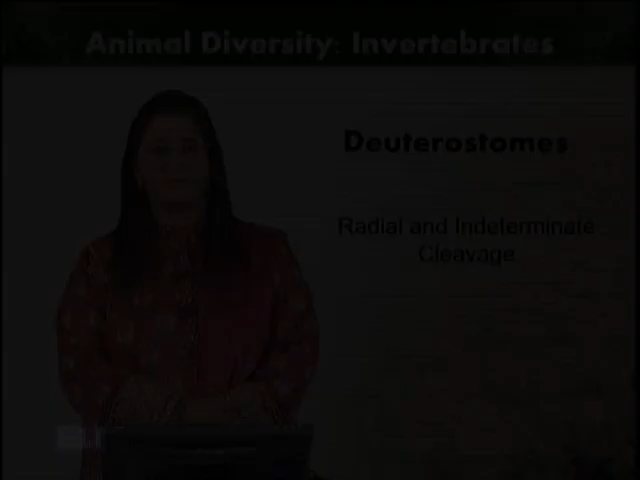 Animal Diversity: Invertebrates
Deuterostomes
Radial and Indeterminate
Cleavage